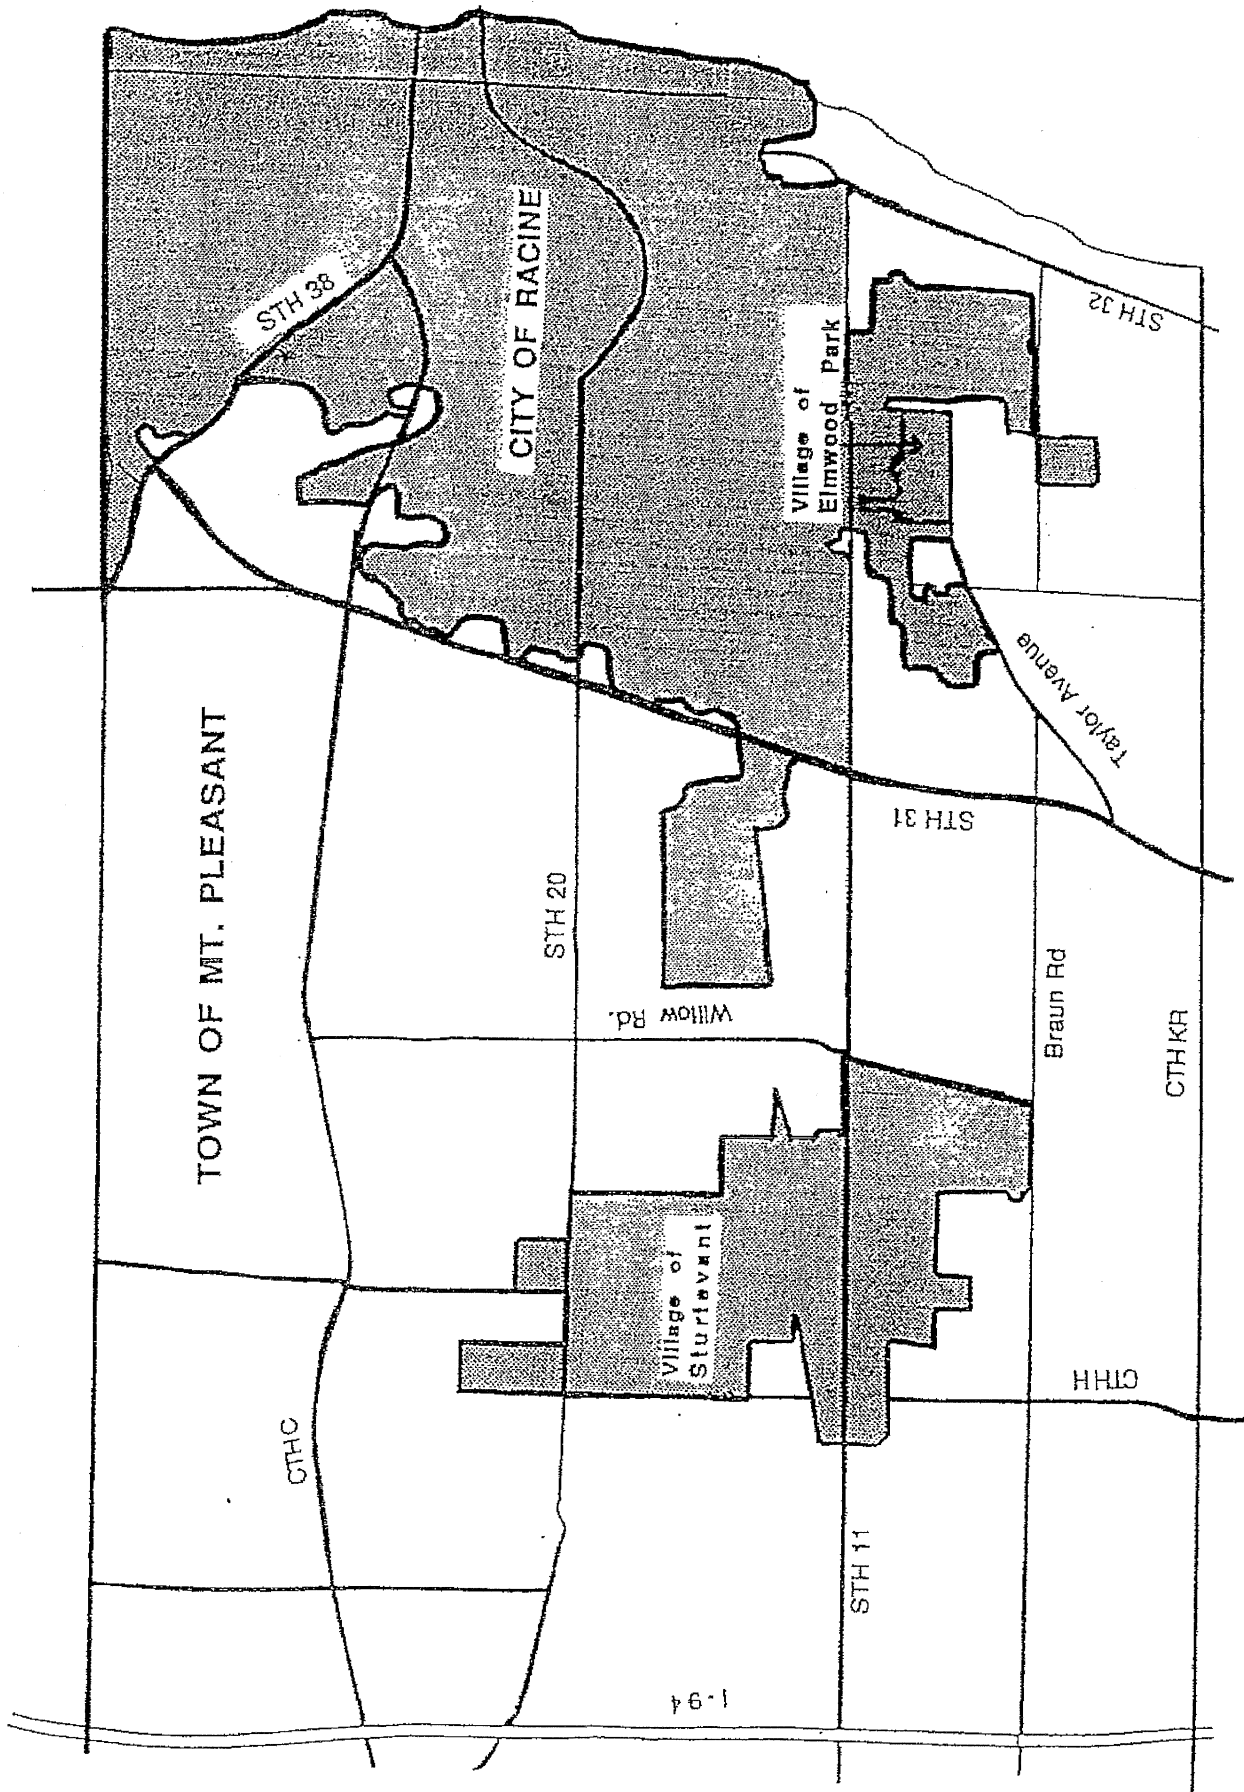 TOWN OF MT. PLEASANT
CITY OF RACINE
STH 38
Village of
Elmwood Park
STH 32
Taylor Avenue
STH 31
STH 20
Willow Rd.
Braun Rd
CTH KR
Village of
Sturtevant
CTH H
CTH C
STH 11
I-94